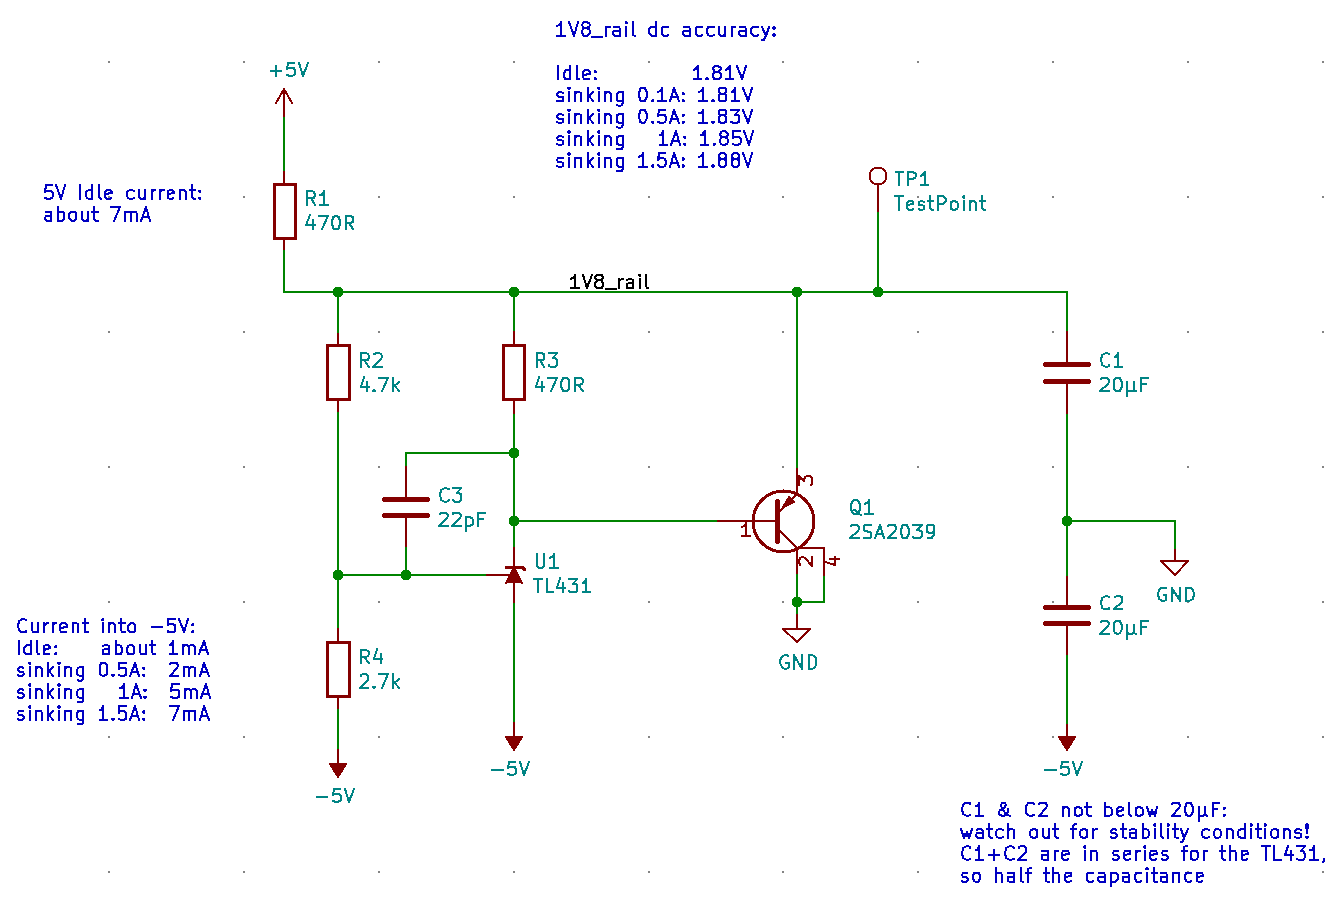 1V8_rail dc accuracy:
Idle: 1.81V
sinking 0.1A: 1.81V
sinking 0.5A: 1.83V
sinking 1A: 1.85V
sinking 1.5A: 1.88V
+5V
5V Idle current:
about 7mA
R1
470R
TP1
TestPoint
1V8_rail
R2
4.7k
R3
470R
C1
20µF
C3
22pF
1
3
2
4
Q1
2SA2039
U1
TL431
GND
C2
20µF
GND
Current into -5V:
Idle: about 1mA
sinking 0.5A: 2mA
sinking 1A: 5mA
sinking 1.5A: 7mA
R4
2.7k
-5V
-5V
-5V
C1 & C2 not below 20µF:
watch out for stability conditions!
C1+C2 are in series for the TL431,
so half the capacitance